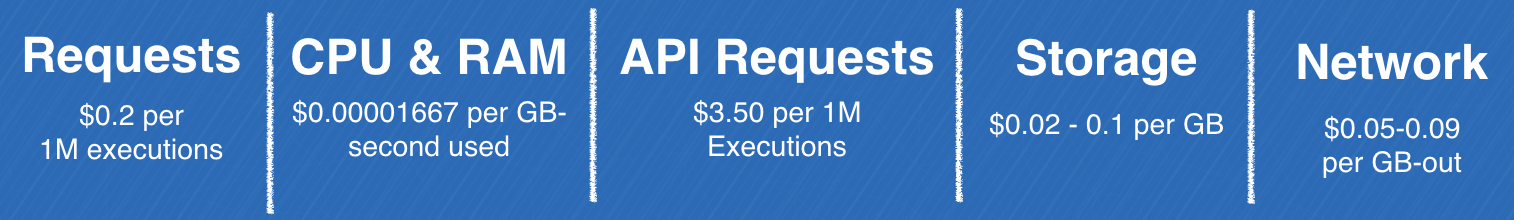 Requests
$0.2 per
1M executions
CPU & RAM
$0.00001667 per GB-
second used
API Requests
$3.50 per 1M
Executions
Storage
$0.02 - 0.1 per GB
Network
$0.05-0.09
per GB-out